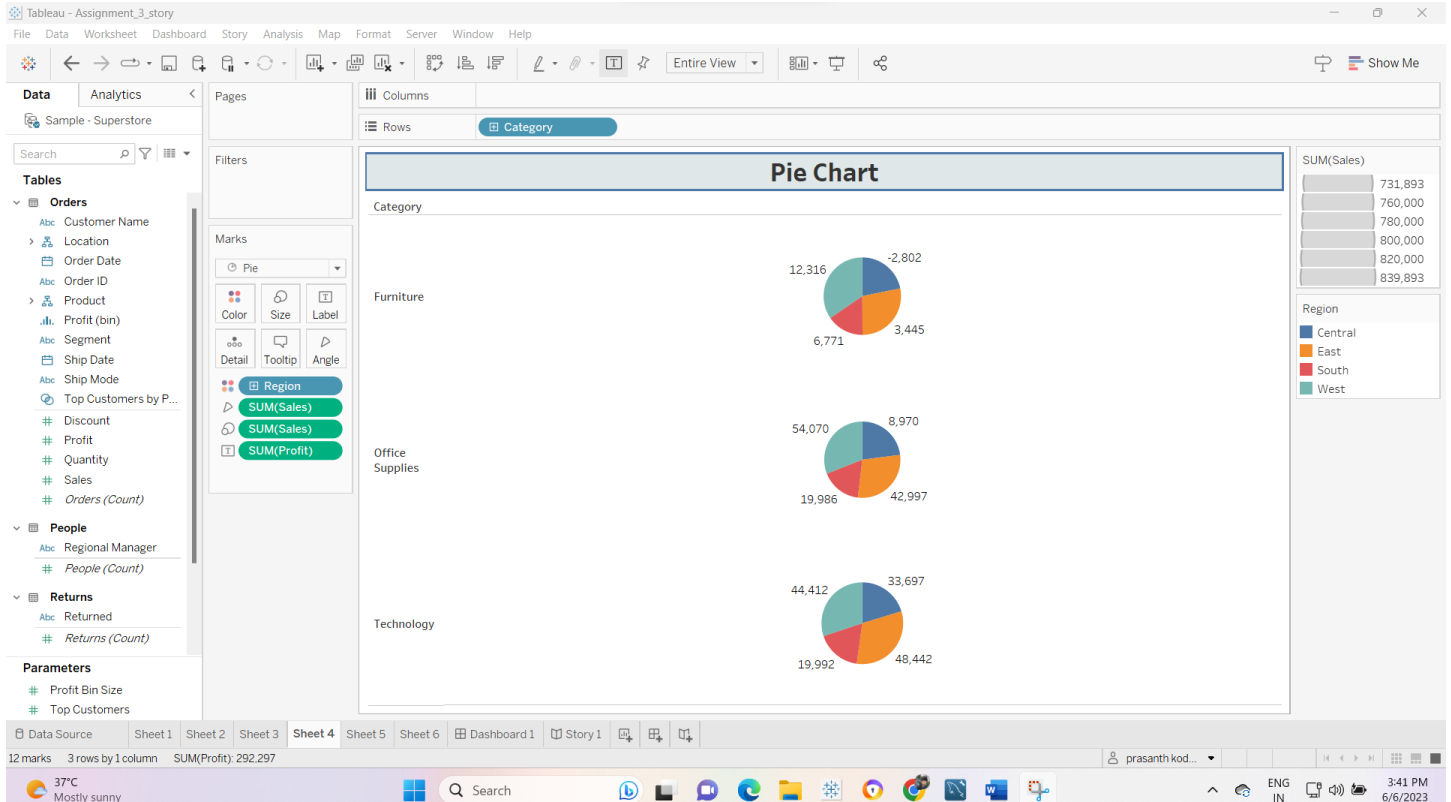 Tableau - Assignment_3_story
File Data Worksheet Dashboard Story Analysis Map Format Server Window Help
Entire View
Show Me
Data Analytics
Sample - Superstore
Search
Tables
Orders
Abc Customer Name
Location
Order Date
Abc Order ID
Product
Profit (bin)
Abc Segment
Ship Date
Abc Ship Mode
Top Customers by P...
# Discount
# Profit
# Quantity
# Sales
# Orders (Count)
People
Abc Regional Manager
# People (Count)
Returns
Abc Returned
# Returns (Count)
Parameters
# Profit Bin Size
# Top Customers
Pages
Filters
Marks
Pie
Color Size Label
Detail Tooltip Angle
Region
SUM(Sales)
SUM(Sales)
SUM(Profit)
Columns
Rows Category
Pie Chart
Category
Furniture
12,316 -2,802
6,771 3,445
Office
Supplies
54,070 8,970
19,986 42,997
Technology
44,412 33,697
19,992 48,442
SUM(Sales)
731,893
760,000
780,000
800,000
820,000
839,893
Region
Central
East
South
West
Data Source Sheet 1 Sheet 2 Sheet 3 Sheet 4 Sheet 5 Sheet 6 Dashboard 1 Story 1
12 marks 3 rows by 1 column SUM(Profit): 292,297 prasanth kod...
37°C
Mostly sunny
Search
ENG
IN
3:41 PM
6/6/2023